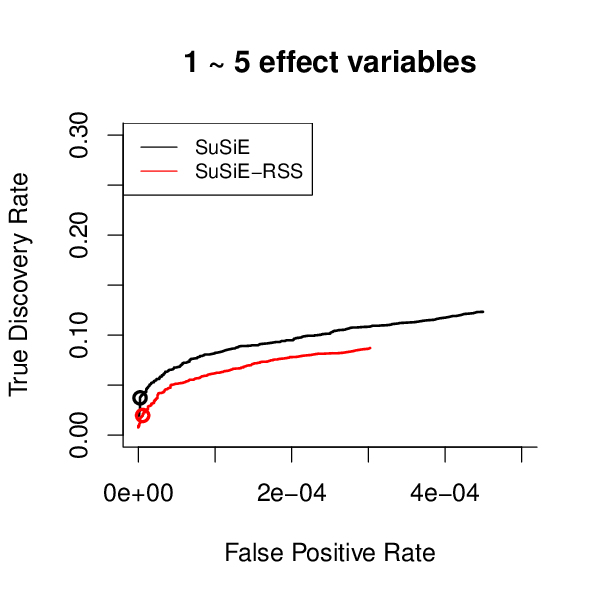 1 ~ 5 effect variables
SuSiE
SuSiE−RSS
True Discovery Rate
0.30
0.20
0.10
0.00
0e+00
2e−04
4e−04
False Positive Rate